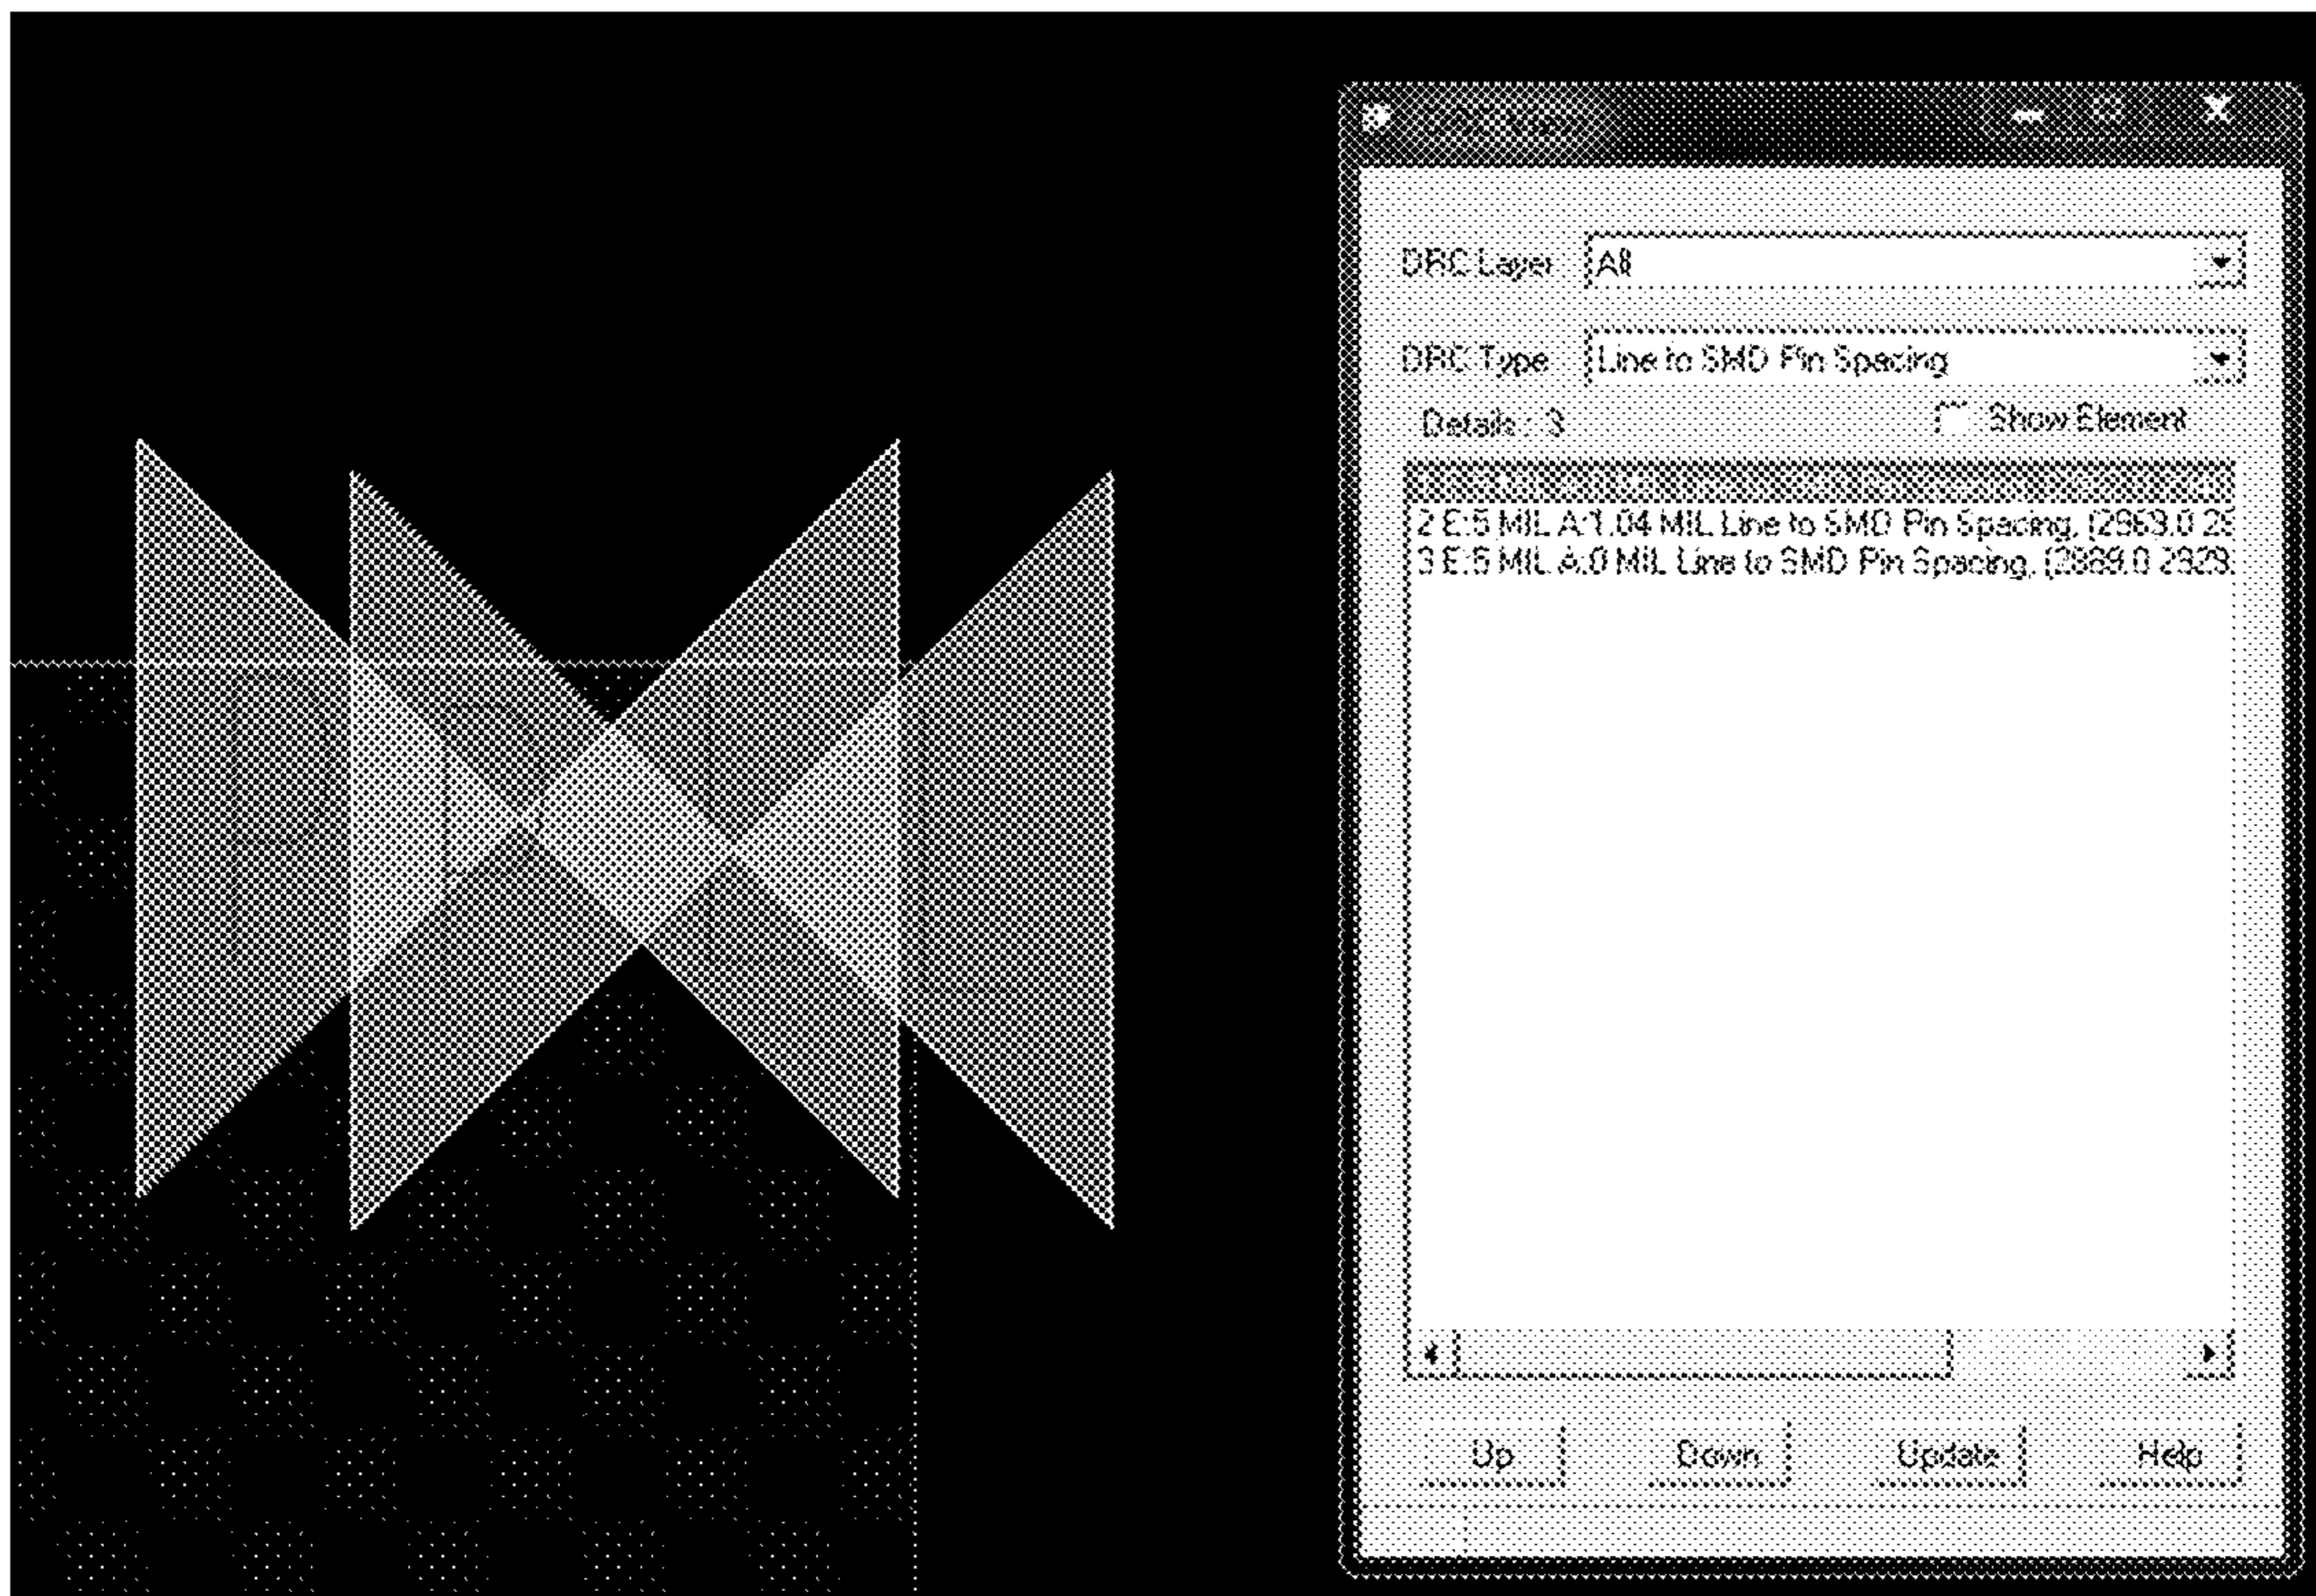 DRC Layer All
DRC Type Line to SMD Pin Spacing
Details : 3 Show Element
2 E:5 MIL A:1.04 MIL Line to SMD Pin Spacing, (2963.0
3 E:5 MIL A:0 MIL Line to SMD Pin Spacing,
Up Down Update Help